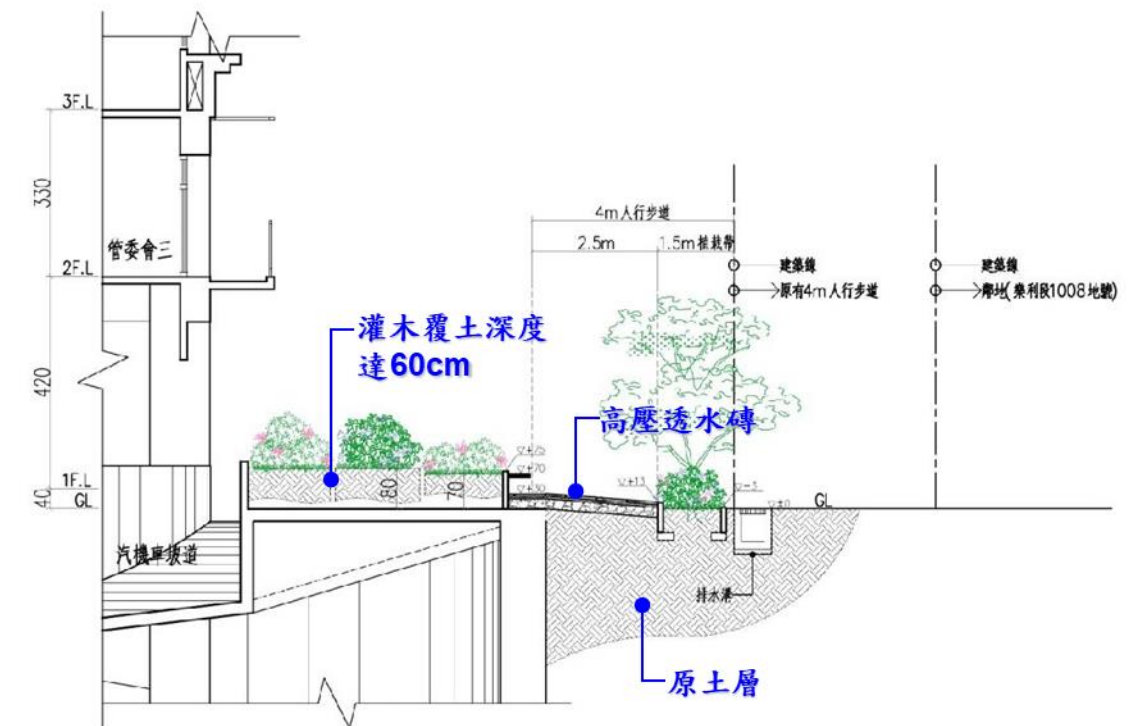 3F.L
330
管委會三
2F.L
420
1F.L
40
GL
汽機車坡道
灌木覆土深度
達60cm
80
70
高壓透水磚
4m人行步道
2.5m
1.5m植栽帶
建築線
原有4m人行步道
建築線
鄰地(樂利段1008地號)
+70
+13
±0
GL
排水溝
原土層